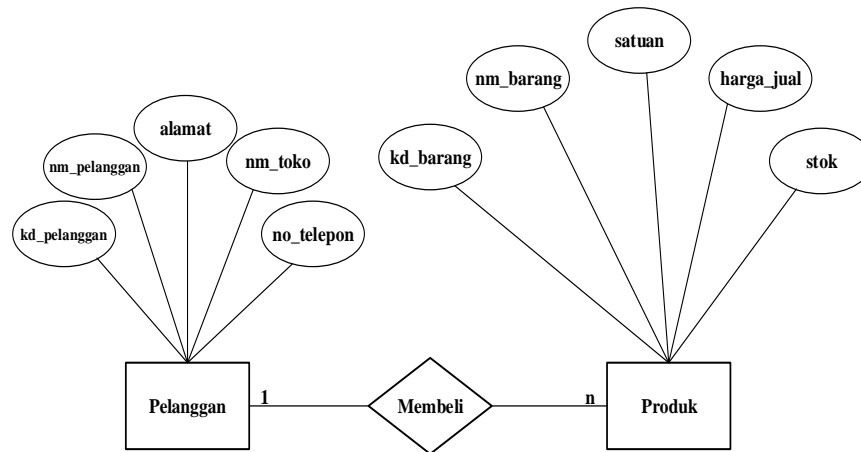 satuan
nm_barang
harga_jual
alamat
nm_pelanggan
nm_toko
kd_barang
stok
kd_pelanggan
no_telepon
Pelanggan
1
Membeli
n
Produk